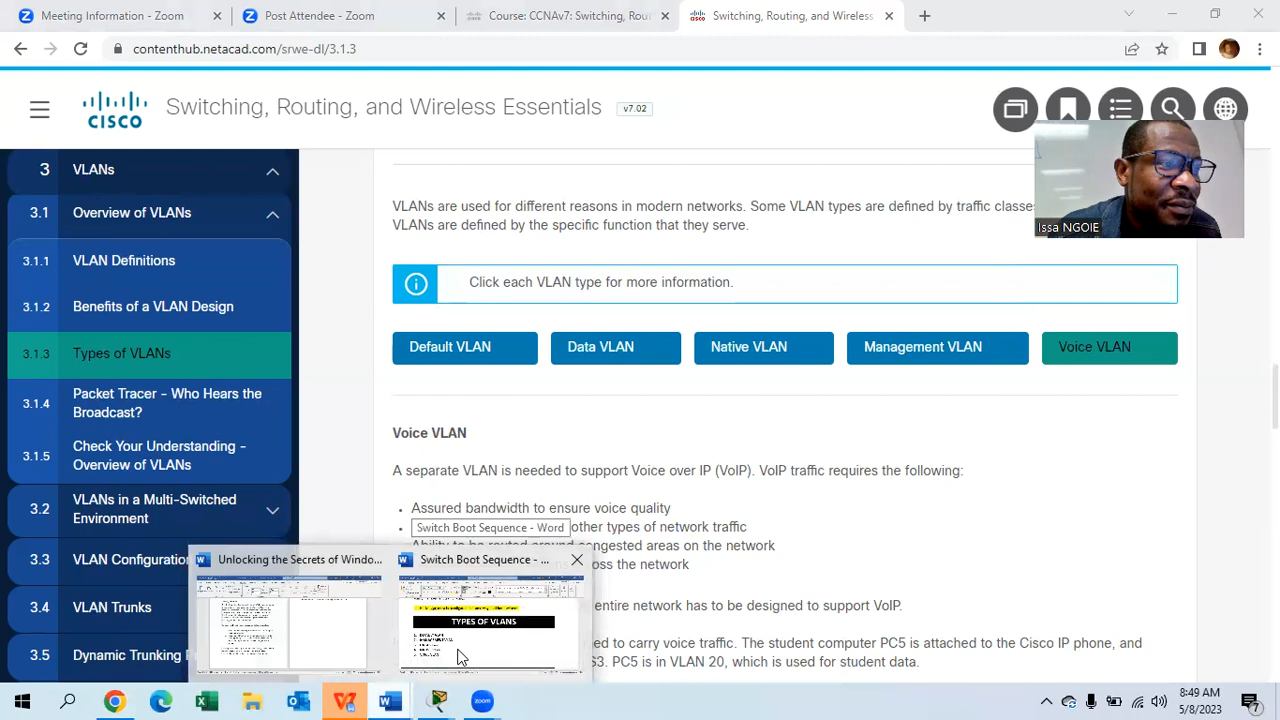 Meeting Information - Zoom
Post Attendee - Zoom
Course: CCNAv7: Switching, Rout
Switching, Routing, and Wireless
contenthub.netacad.com/srwe-dl/3.1.3
CISCO
Switching, Routing, and Wireless Essentials
v7.02
3 VLANs
3.1 Overview of VLANs
3.1.1 VLAN Definitions
3.1.2 Benefits of a VLAN Design
3.1.3 Types of VLANs
3.1.4 Packet Tracer - Who Hears the
Broadcast?
3.1.5 Check Your Understanding -
Overview of VLANs
3.2 VLANs in a Multi-Switched
Environment
3.3 VLAN Configuration
3.4 VLAN Trunks
3.5 Dynamic Trunking
VLANs are used for different reasons in modern networks. Some VLAN types are defined by traffic classes
VLANs are defined by the specific function that they serve.
Issa NGOIE
Click each VLAN type for more information.
Default VLAN
Data VLAN
Native VLAN
Management VLAN
Voice VLAN
Voice VLAN
A separate VLAN is needed to support Voice over IP (VoIP). VoIP traffic requires the following:
Assured bandwidth to ensure voice quality
Switch Boot Sequence - Word
other types of network traffic
Ability to be routed around congested areas on the network
across the network
entire network has to be designed to support VoIP.
to carry voice traffic. The student computer PC5 is attached to the Cisco IP phone, and
S3. PC5 is in VLAN 20, which is used for student data.
Unlocking the Secrets of Windo...
Switch Boot Sequence - ...
TYPES OF VLANS
8:49 AM
5/8/2023
7